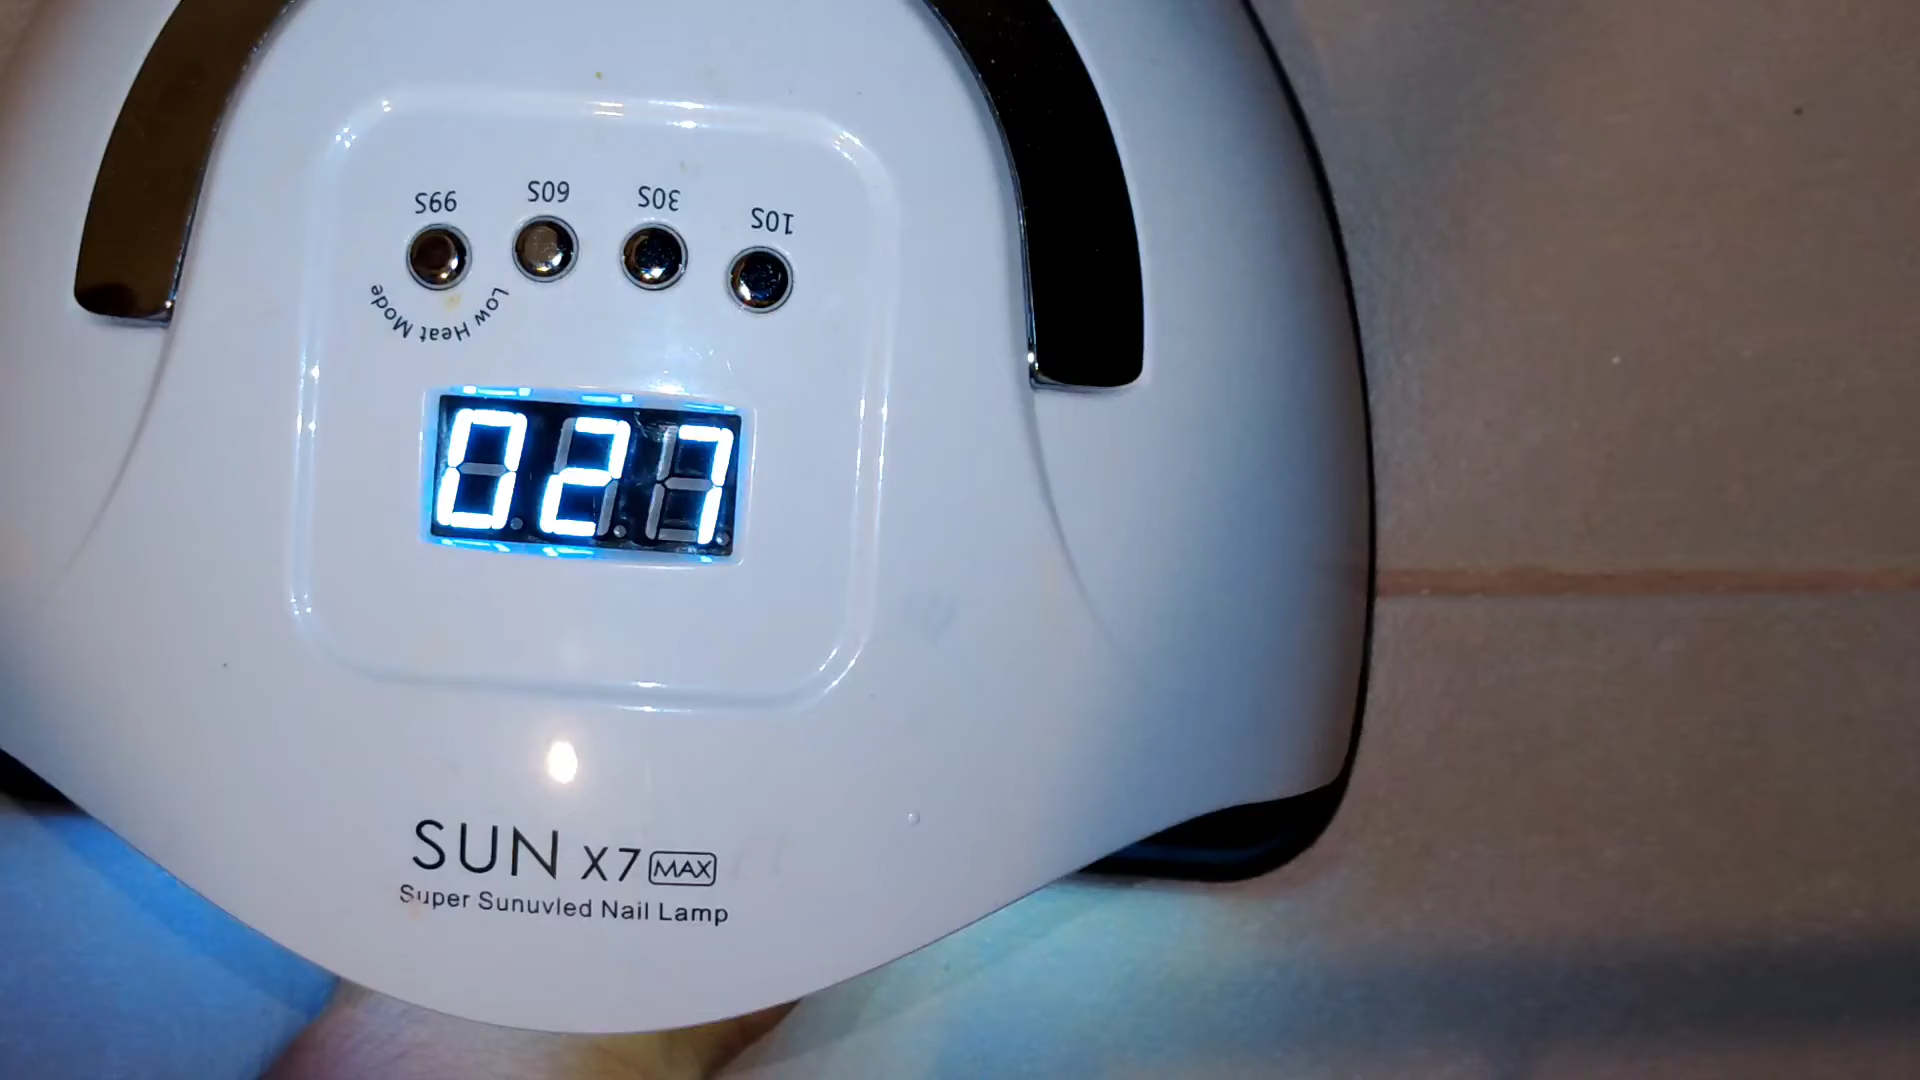 99S
60S
30S
10S
Low Heat Mode
027
SUN X7 MAX
Super Sunuvled Nail Lamp